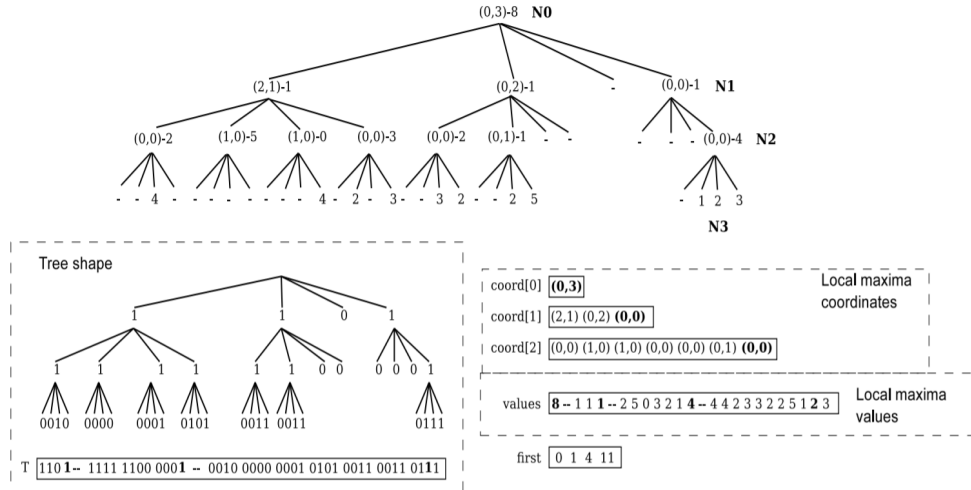 (0,3)-8 N0
(2,1)-1 (0,2)-1 - (0,0)-1 N1
(0,0)-2 (1,0)-5 (1,0)-0 (0,0)-3 (0,0)-2 (0,1)-1 - - - - - (0,0)-4 N2
- - 4 - - - - - - - - 4 - 2 - 3 - - 3 2 - - 2 5 - 1 2 3
N3
Tree shape
1 1 0 1
1 1 1 1 1 1 0 0 0 0 0 1
0010 0000 0001 0101 0011 0011 0111
T 110 1-- 1111 1100 0001 -- 0010 0000 0001 0101 0011 0011 0111
Local maxima
coordinates
coord[0] (0,3)
coord[1] (2,1) (0,2) (0,0)
coord[2] (0,0) (1,0) (1,0) (0,0) (0,0) (0,1) (0,0)
values 8 -- 1 1 1 -- 2 5 0 3 2 1 4 -- 4 4 2 3 3 2 2 5 1 2 3
Local maxima
values
first 0 1 4 11